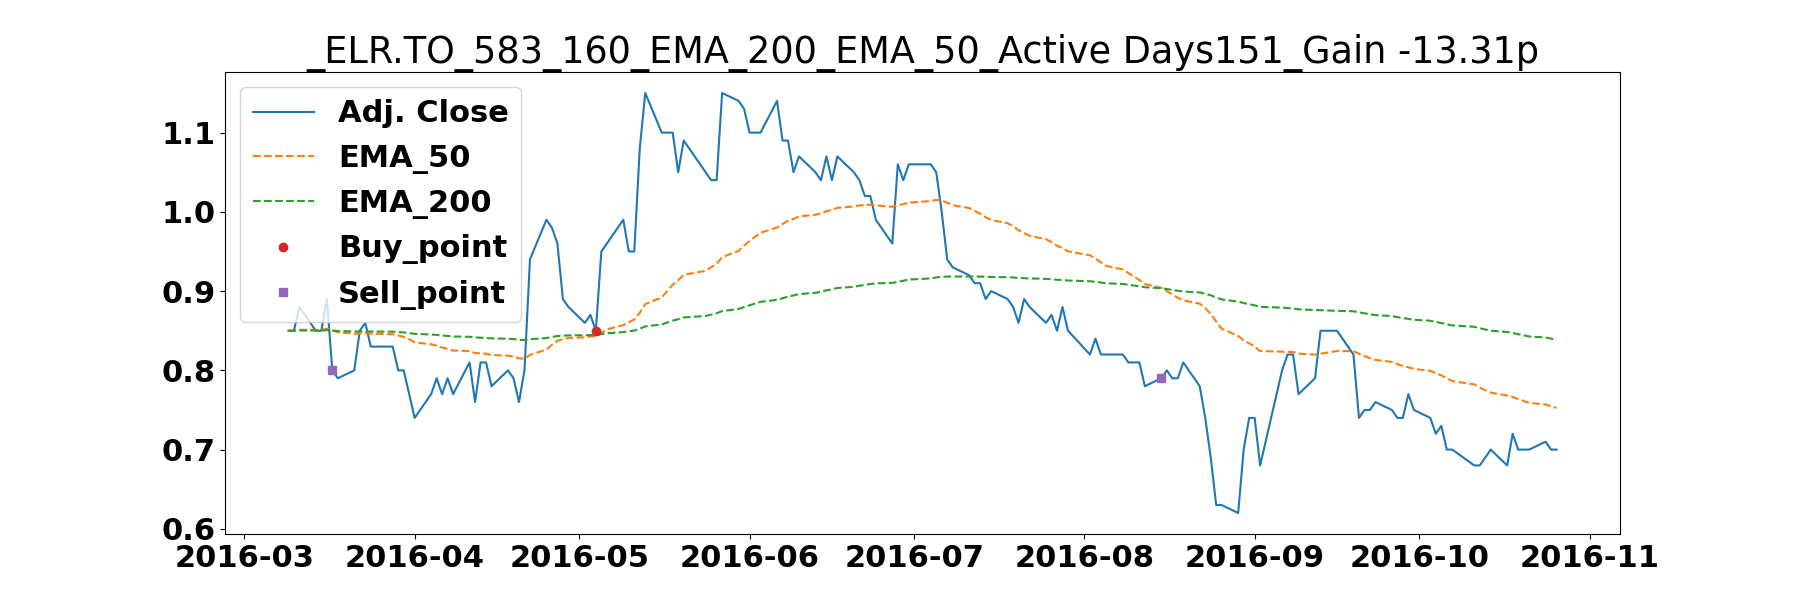 _ELR.TO_583_160_EMA_200_EMA_50_Active Days151_Gain -13.31p
Adj. Close
EMA_50
EMA_200
Buy_point
Sell_point
1.1
1.0
0.9
0.8
0.7
0.6
2016-03 2016-04 2016-05 2016-06 2016-07 2016-08 2016-09 2016-10 2016-11